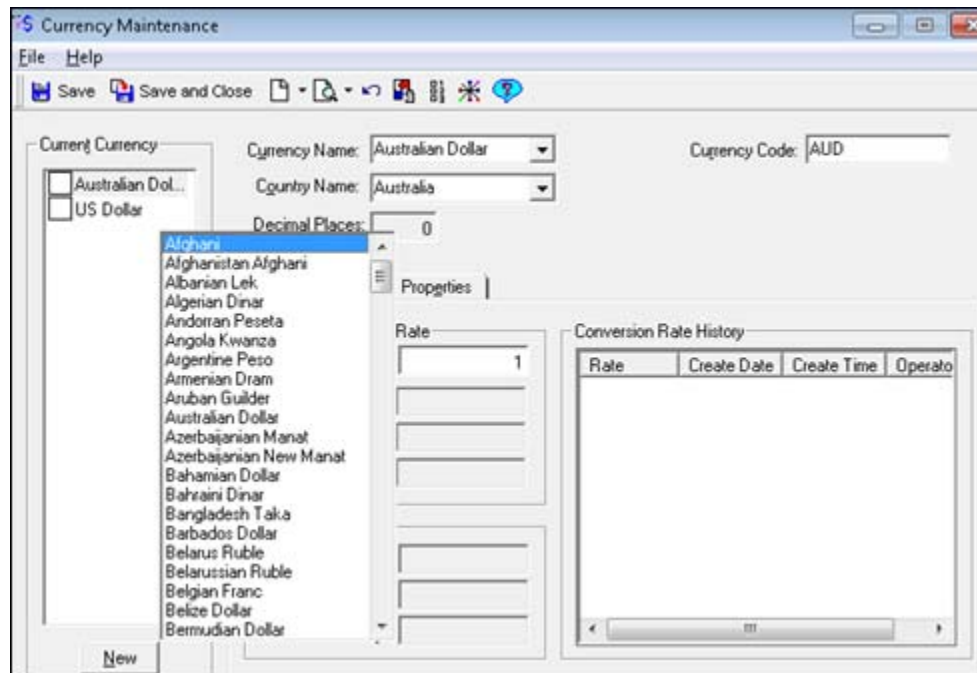 Currency Maintenance
File Help
Save Save and Close
Current Currency
Australian Dol...
US Dollar
Currency Name: Australian Dollar
Currency Code: AUD
Country Name: Australia
Decimal Places: 0
Afghani
Afghanistan Afghani
Albanian Lek
Algerian Dinar
Andorran Peseta
Angola Kwanza
Argentine Peso
Armenian Dram
Aruban Guilder
Australian Dollar
Azerbaijanian Manat
Azerbaijanian New Manat
Bahamian Dollar
Bahraini Dinar
Bangladesh Taka
Barbados Dollar
Belarus Ruble
Belarussian Ruble
Belgian Franc
Belize Dollar
Bermudian Dollar
New
Properties
Rate
1
Conversion Rate History
Rate Create Date Create Time Operato